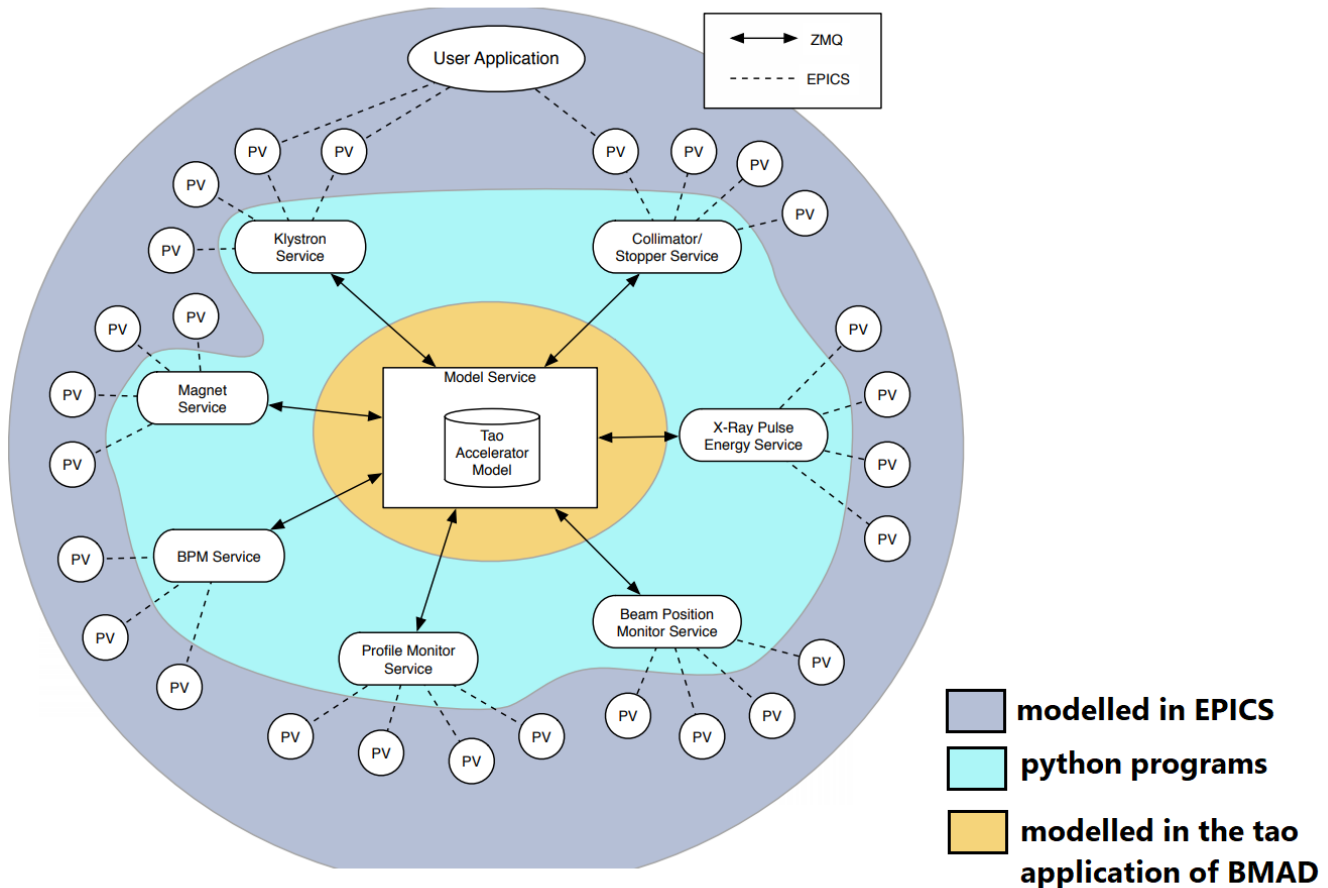 User Application
ZMQ
EPICS
PV
PV
PV
PV
PV
PV
PV
PV
Klystron
Service
Collimator/
Stopper Service
PV
PV
PV
PV
Model Service
Tao
Accelerator
Model
Magnet
Service
PV
PV
X-Ray Pulse
Energy Service
PV
PV
PV
BPM Service
PV
Beam Position
Monitor Service
PV
Profile Monitor
Service
PV
PV
PV
PV
PV
PV
PV
PV
PV
modelled in EPICS
python programs
modelled in the tao
application of BMAD